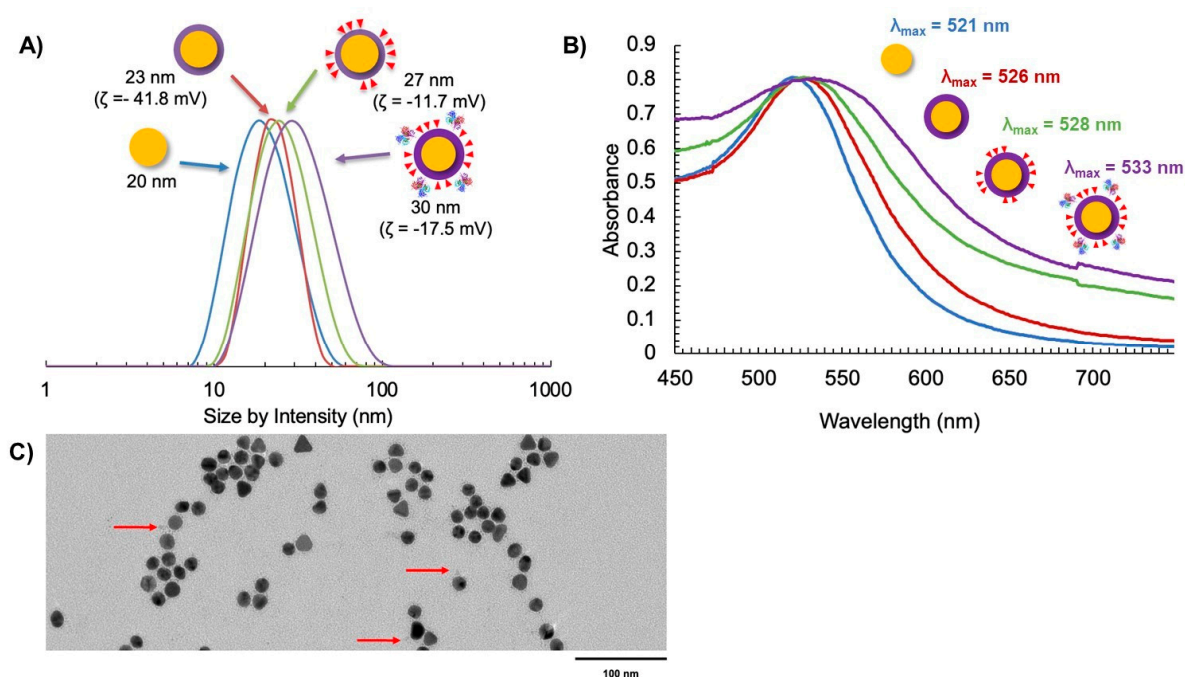 A)
23 nm
(ζ =- 41.8 mV)
27 nm
(ζ = -11.7 mV)
20 nm
30 nm
(ζ = -17.5 mV)
1
10
100
1000
Size by Intensity (nm)
B)
λmax = 521 nm
λmax = 526 nm
λmax = 528 nm
λmax = 533 nm
0.9
0.8
0.7
0.6
0.5
0.4
0.3
0.2
0.1
0
Absorbance
450
500
550
600
650
700
Wavelength (nm)
C)
100 nm